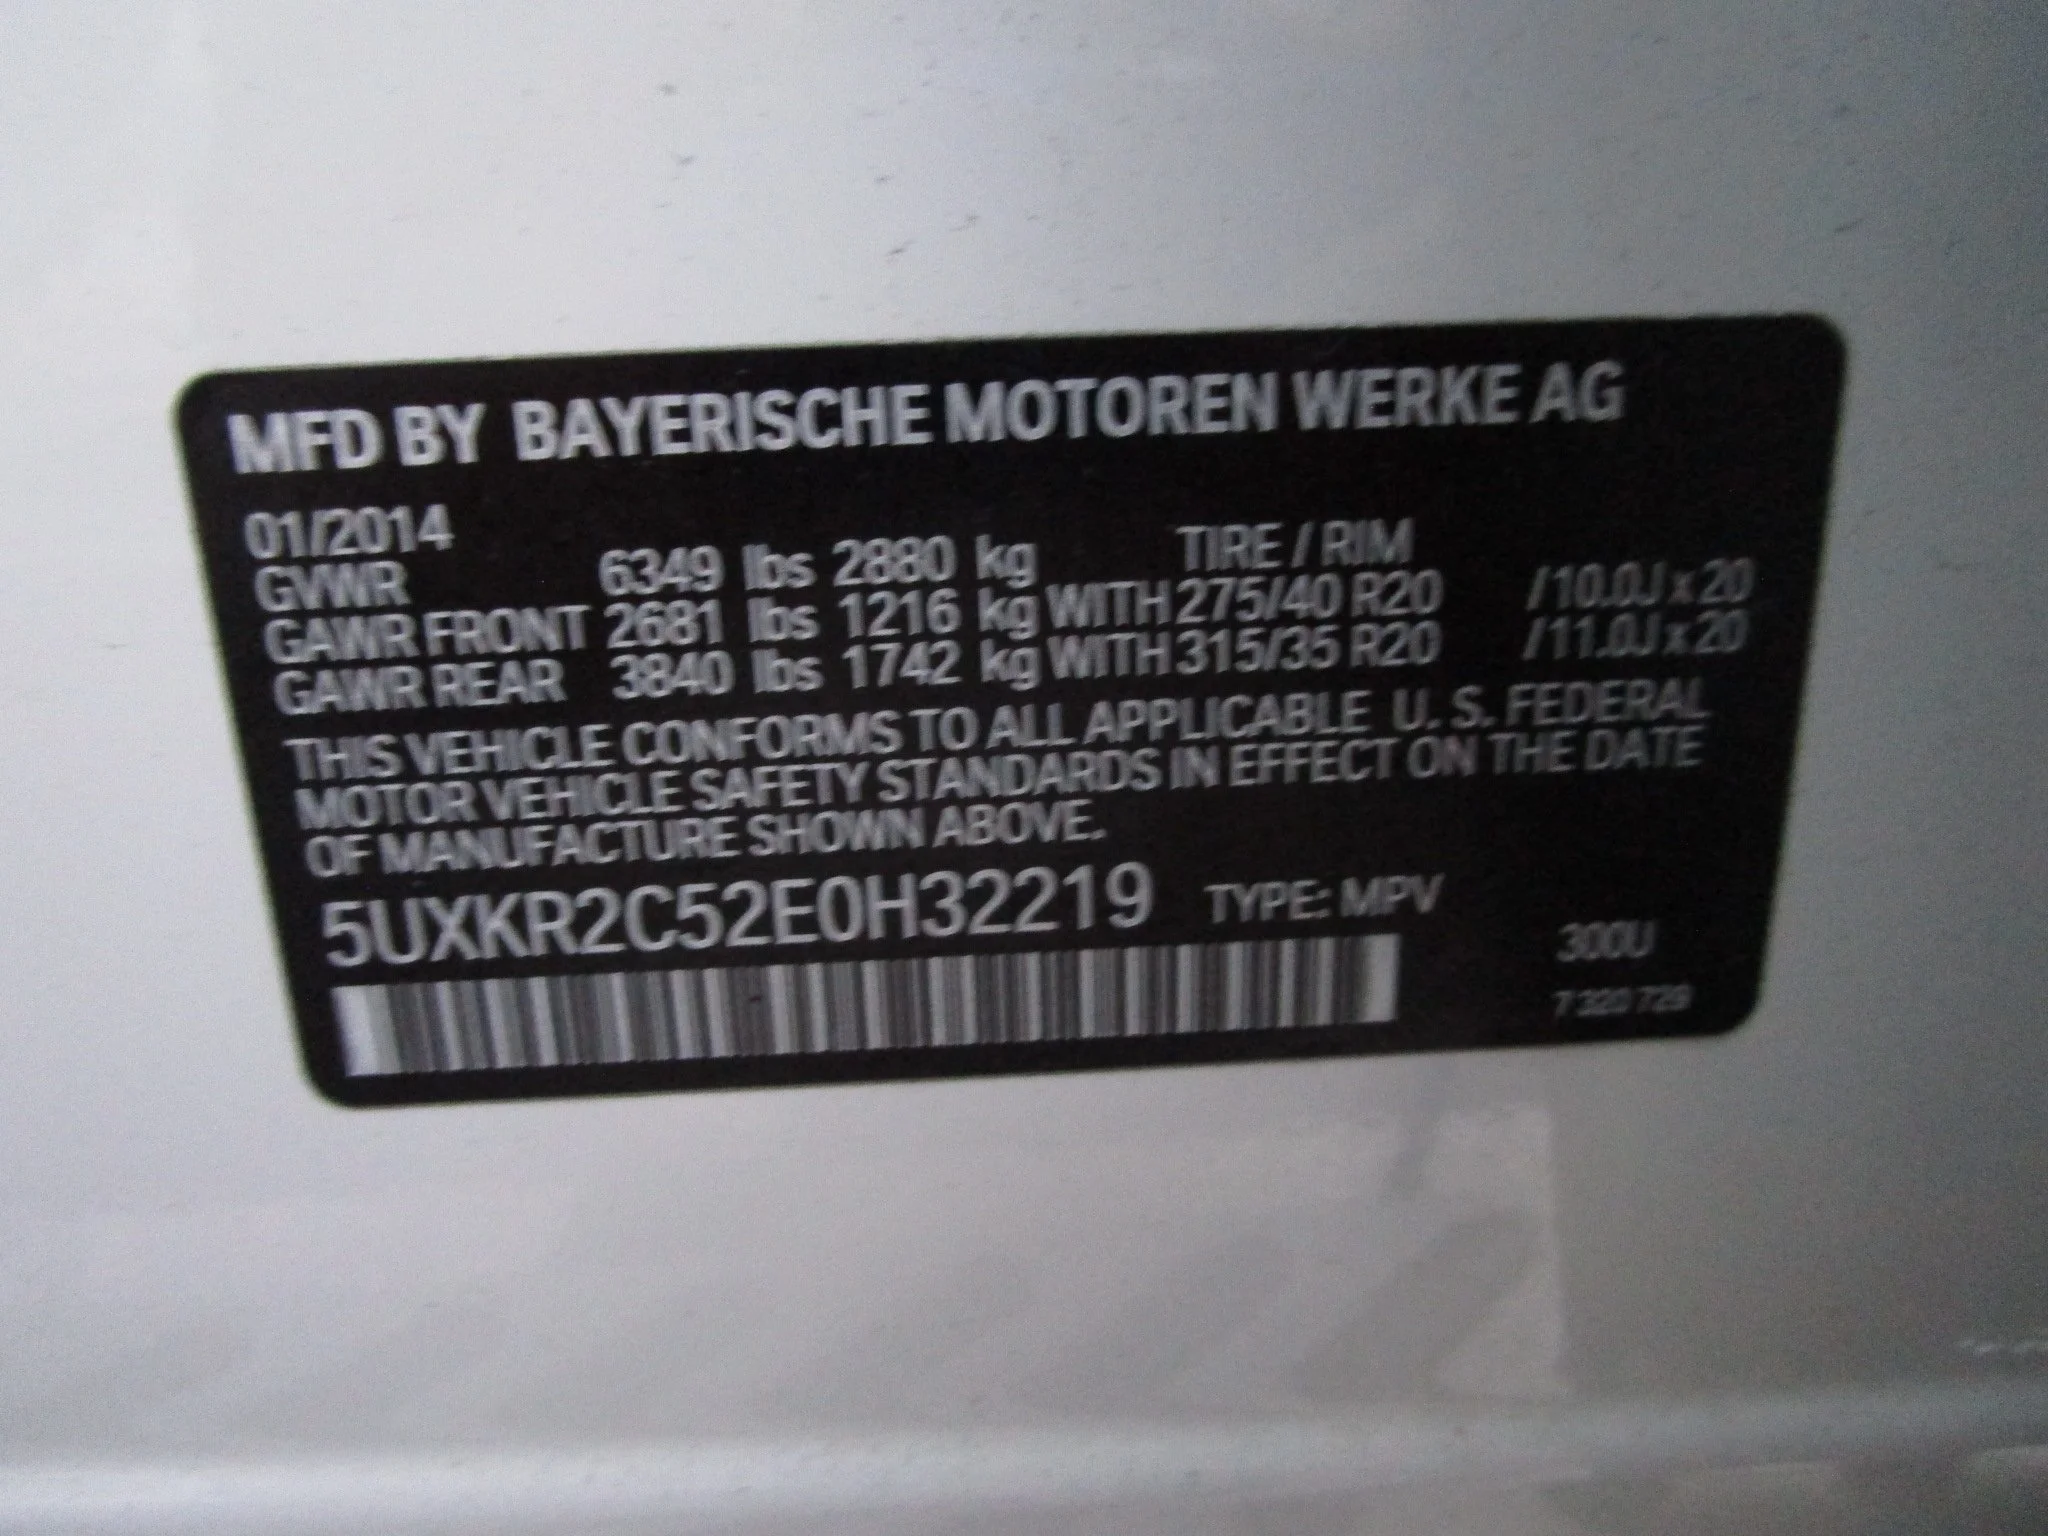 MFD BY BAYERISCHE MOTOREN WERKE AG
01/2014 TIRE / RIM
GVWR 6349 lbs 2880 kg
GAWR FRONT 2681 lbs 1216 kg WITH 275/40 R20 /10.0J x 20
GAWR REAR 3840 lbs 1742 kg WITH 315/35 R20 /11.0J x 20
THIS VEHICLE CONFORMS TO ALL APPLICABLE U. S. FEDERAL
MOTOR VEHICLE SAFETY STANDARDS IN EFFECT ON THE DATE
OF MANUFACTURE SHOWN ABOVE.
5UXKR2C52E0H32219 TYPE: MPV
300U
7 320 729